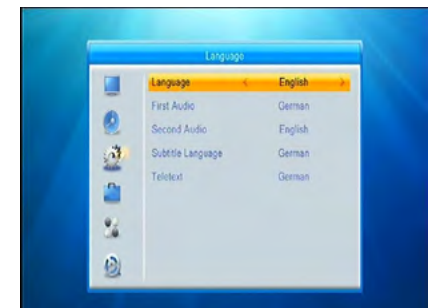 Language
Language English
First Audio German
Second Audio English
Subtitle Language German
Teletext German